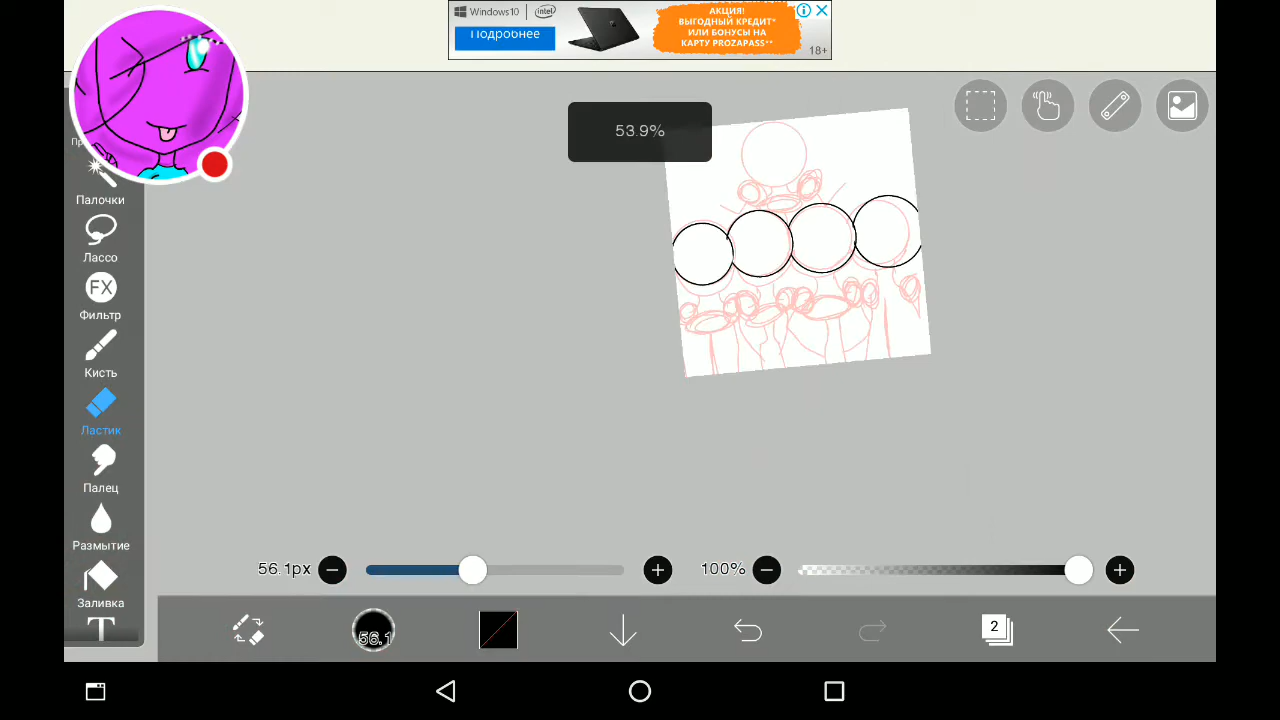 Windows10
intel
Подробнее
АКЦИЯ!
ВЫГОДНЫЙ КРЕДИТ*
ИЛИ БОНУСЫ НА
КАРТУ PROZAPASS**
18+
53.9%
Палочки
Лассо
FX
Фильтр
Кисть
Ластик
Палец
Размытие
Заливка
T
56.1px
100%
56.1
2